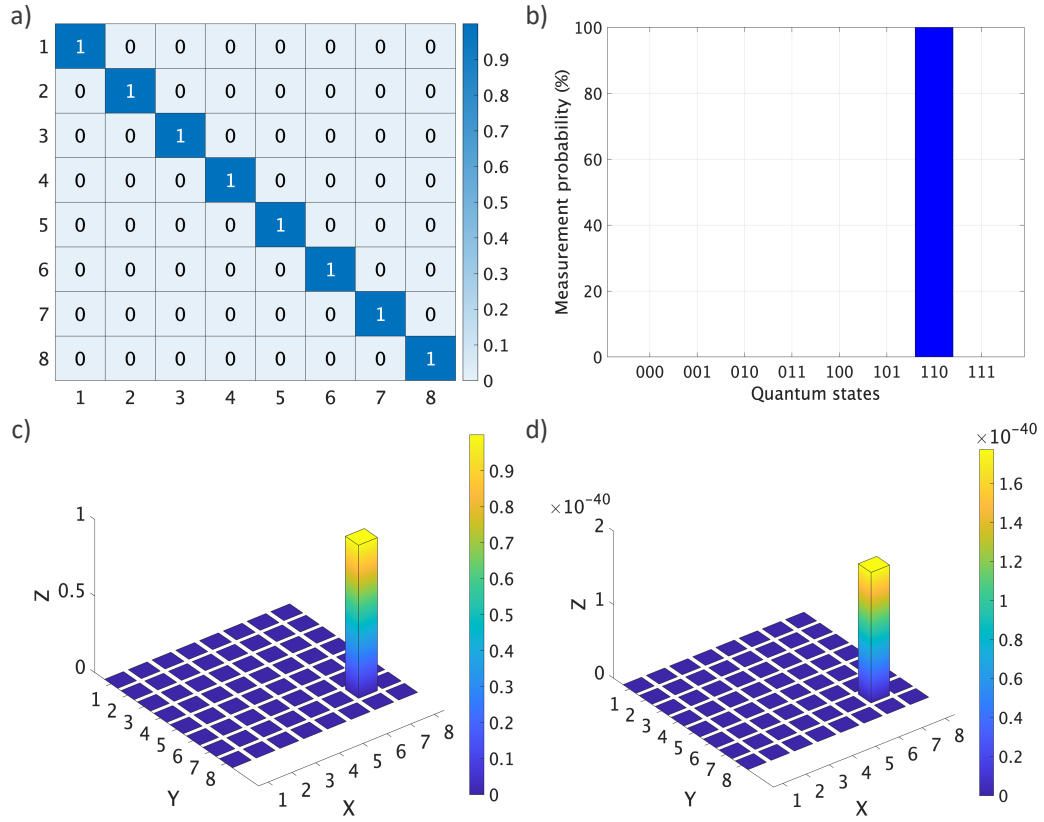 a)
1 1 0 0 0 0 0 0 0
2 0 1 0 0 0 0 0 0
3 0 0 1 0 0 0 0 0
4 0 0 0 1 0 0 0 0
5 0 0 0 0 1 0 0 0
6 0 0 0 0 0 1 0 0
7 0 0 0 0 0 0 1 0
8 0 0 0 0 0 0 0 1
1 2 3 4 5 6 7 8
0.9
0.8
0.7
0.6
0.5
0.4
0.3
0.2
0.1
0
b)
Measurement probability (%)
100
80
60
40
20
0
000 001 010 011 100 101 110 111
Quantum states
c)
Z
1
0.5
0
1 2 3 4 5 6 7 8
Y
1 2 3 4 5 6 7 8
X
0.9
0.8
0.7
0.6
0.5
0.4
0.3
0.2
0.1
0
d)
×10⁻⁴⁰
Z
2
1
0
1 2 3 4 5 6 7 8
Y
1 2 3 4 5 6 7 8
X
×10⁻⁴⁰
1.6
1.4
1.2
1
0.8
0.6
0.4
0.2
0